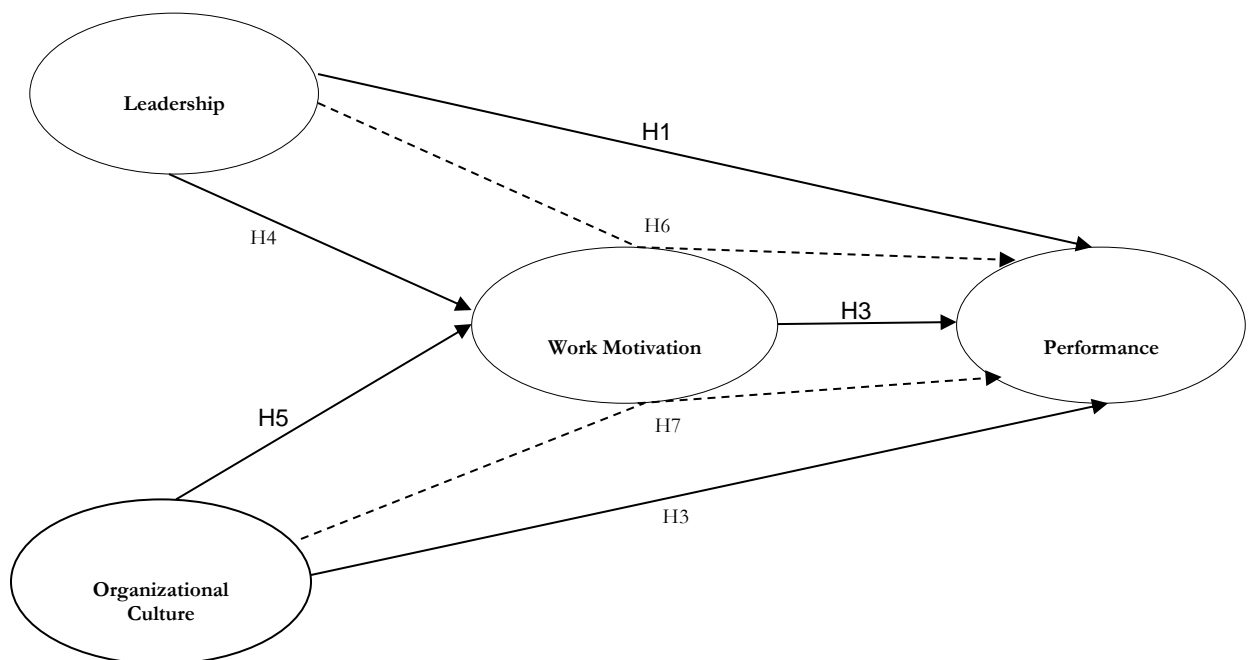 Leadership
H1
H6
H4
H3
Work Motivation
Performance
H5
H7
H3
Organizational
Culture